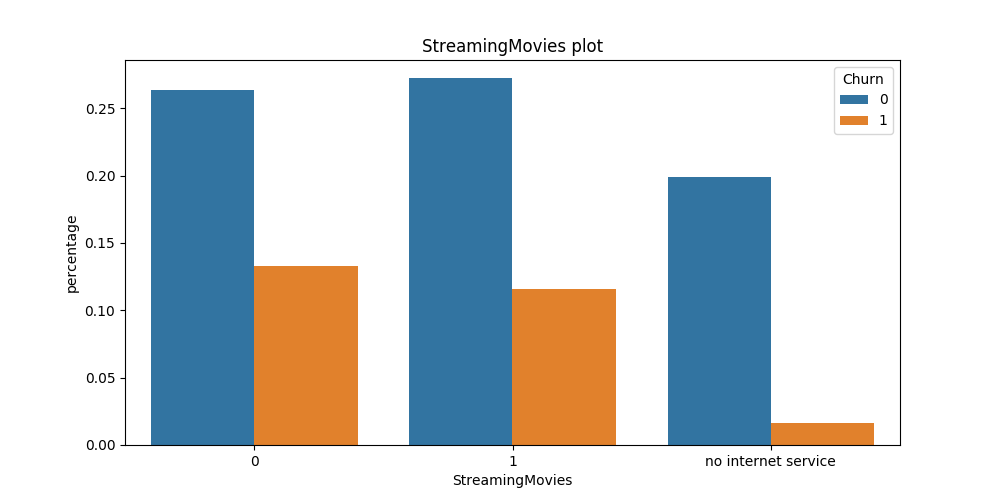 StreamingMovies plot
Churn
0
1
percentage
0.25
0.20
0.15
0.10
0.05
0.00
0
1
no internet service
StreamingMovies